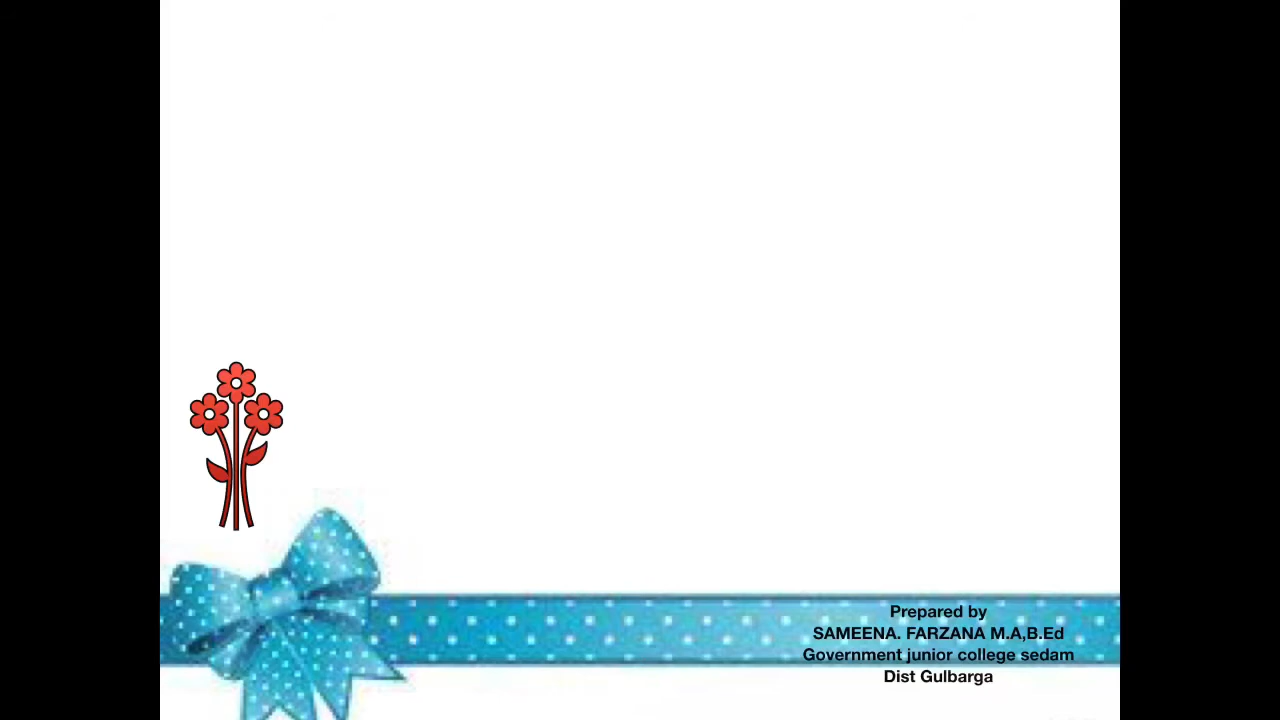 Prepared by
SAMEENA. FARZANA M.A,B.Ed
Government junior college sedam
Dist Gulbarga